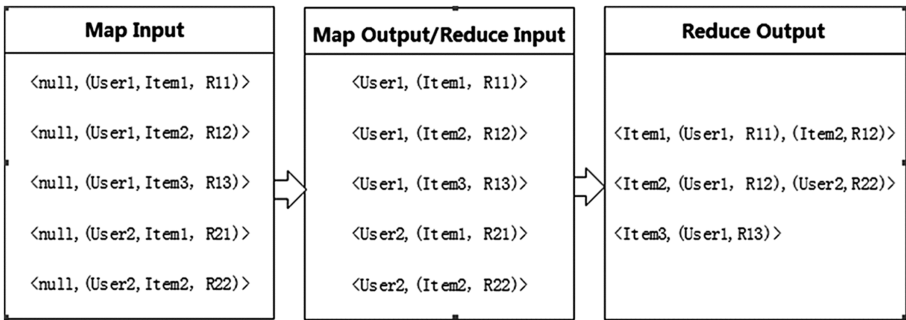 Map Input
<null, (User1, Item1, R11)>
<null, (User1, Item2, R12)>
<null, (User1, Item3, R13)>
<null, (User2, Item1, R21)>
<null, (User2, Item2, R22)>
Map Output/Reduce Input
<User1, (Item1, R11)>
<User1, (Item2, R12)>
<User1, (Item3, R13)>
<User2, (Item1, R21)>
<User2, (Item2, R22)>
Reduce Output
<Item1, (User1, R11), (Item2, R12)>
<Item2, (User1, R12), (User2, R22)>
<Item3, (User1, R13)>